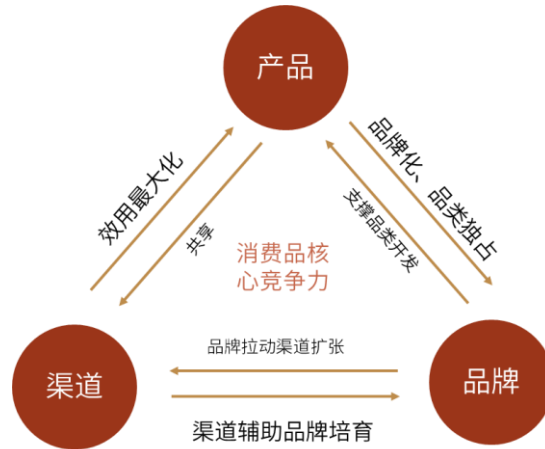 产品
效用最大化
共享
品牌化、品类独占
支撑品类开发
消费品核
心竞争力
渠道
品牌拉动渠道扩张
品牌
渠道辅助品牌培育